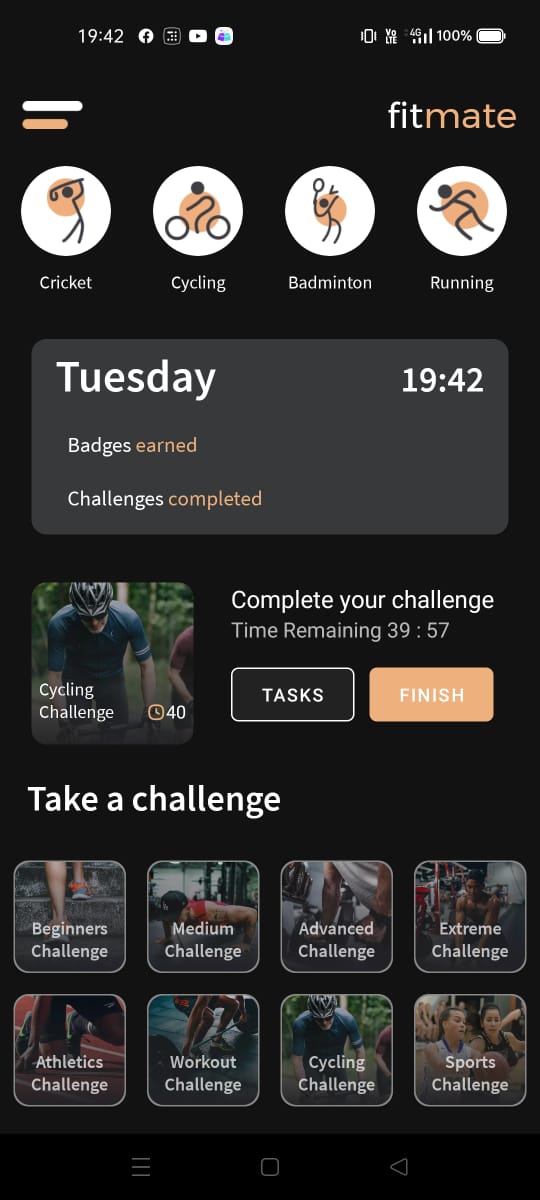 19:42
Vo LTE 4G 100%
fitmate
Cricket
Cycling
Badminton
Running
Tuesday
19:42
Badges earned
Challenges completed
Complete your challenge
Time Remaining 39 : 57
Cycling
Challenge
40
TASKS
FINISH
Take a challenge
Beginners
Challenge
Medium
Challenge
Advanced
Challenge
Extreme
Challenge
Athletics
Challenge
Workout
Challenge
Cycling
Challenge
Sports
Challenge